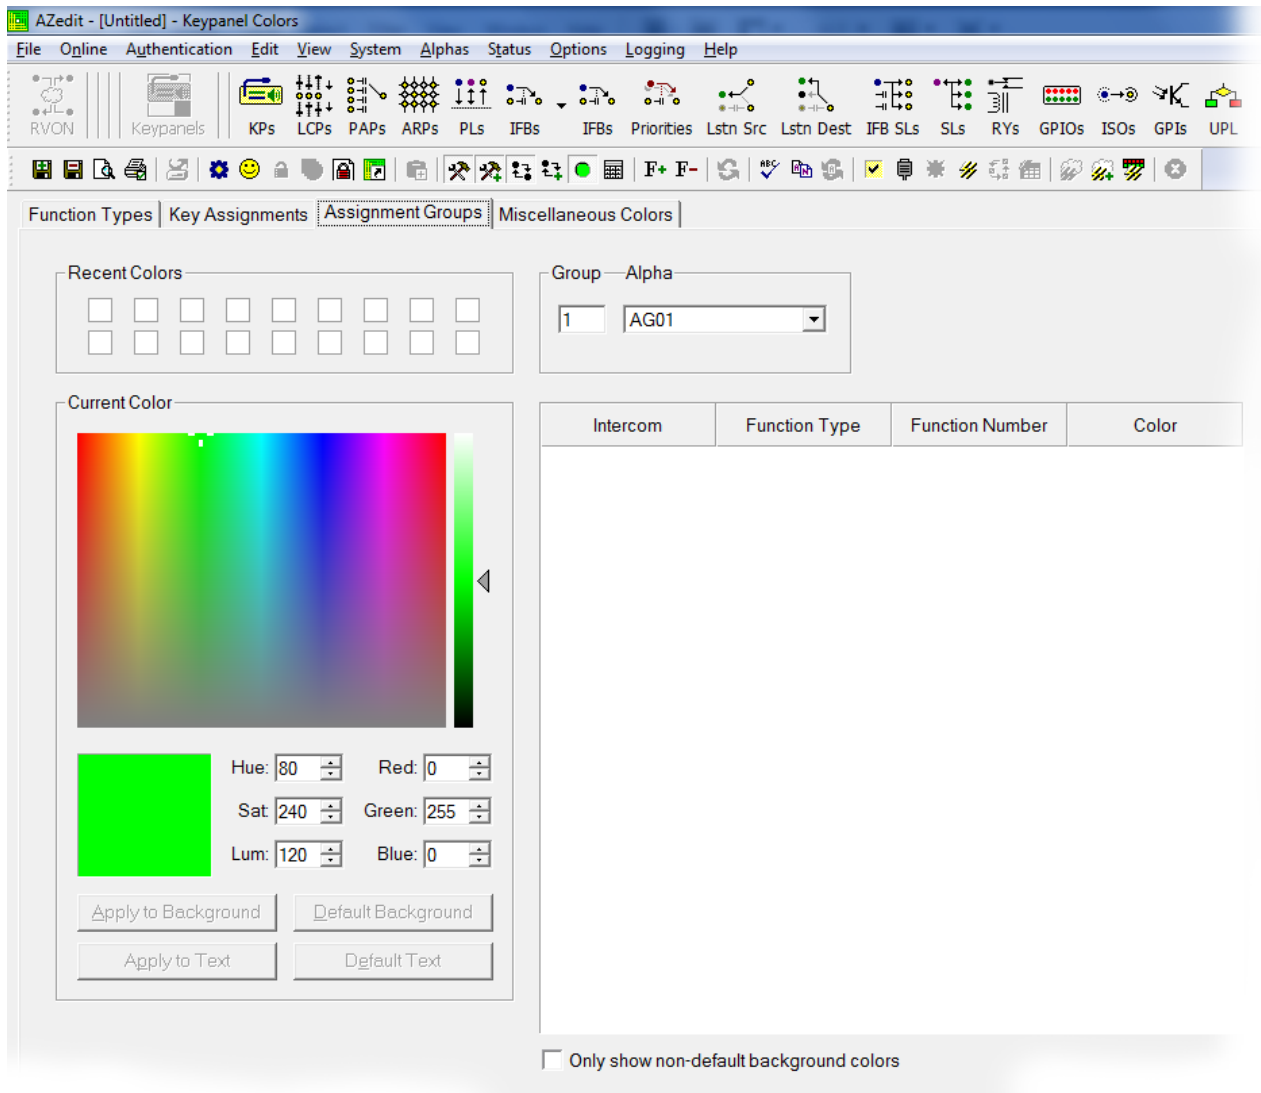 AZedit - [Untitled] - Keypanel Colors
File Online Authentication Edit View System Alphas Status Options Logging Help
RVON Keypanels KPs LCPs PAPs ARPs PLs IFBs IFBs Priorities Lstn Src Lstn Dest IFB SLs SLs RYs GPIOs ISOs GPIs UPL
F+ F- ABC
Function Types Key Assignments Assignment Groups Miscellaneous Colors
Recent Colors
Group Alpha
1 AG01
Current Color
Intercom Function Type Function Number Color
Hue: 80 Red: 0
Sat: 240 Green: 255
Lum: 120 Blue: 0
Apply to Background Default Background
Apply to Text Default Text
Only show non-default background colors